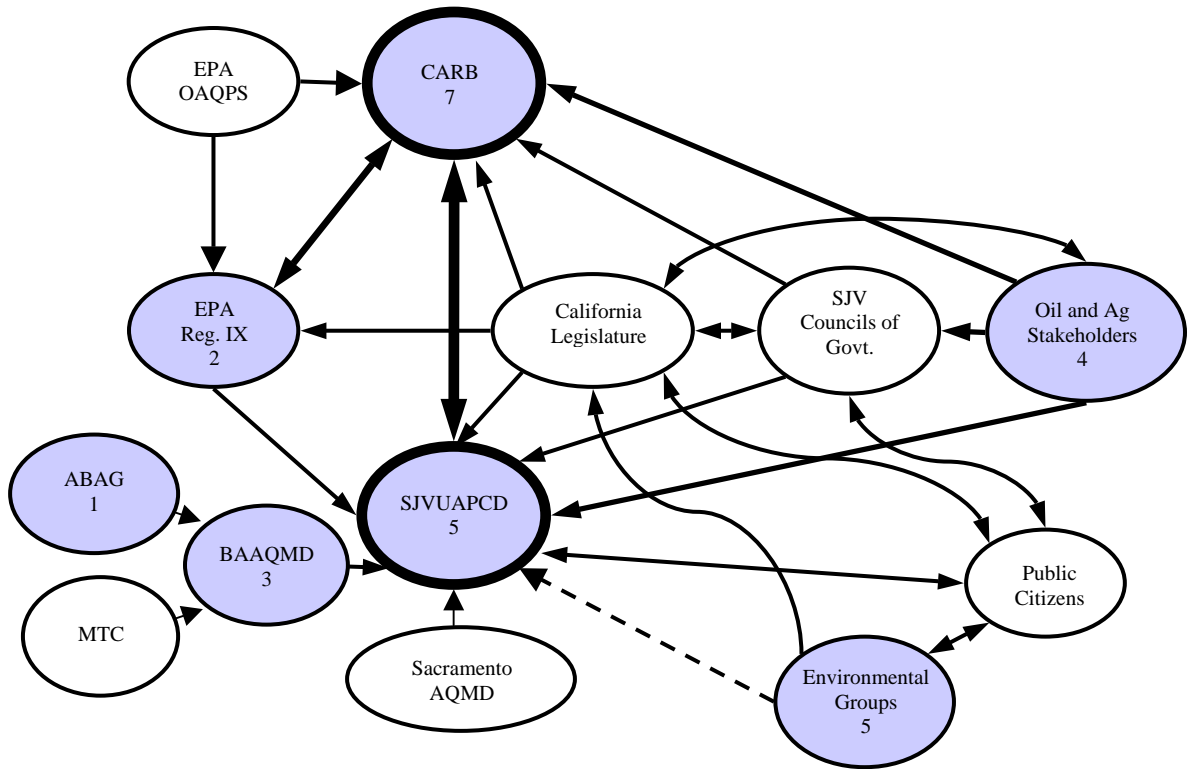 EPA
OAQPS
CARB
7
EPA
Reg. IX
2
California
Legislature
SJV
Councils of
Govt.
Oil and Ag
Stakeholders
4
ABAG
1
BAAQMD
3
SJVUAPCD
5
MTC
Sacramento
AQMD
Public
Citizens
Environmental
Groups
5